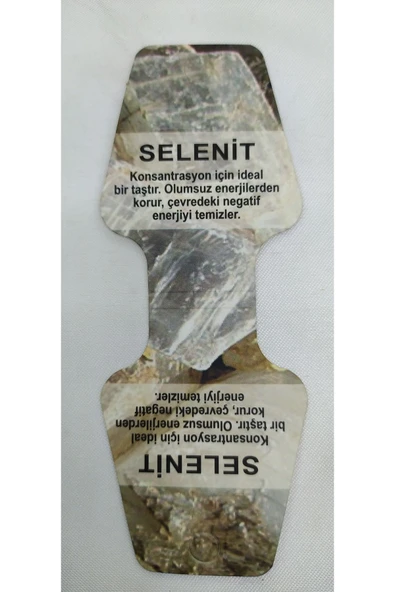 SELENİT
Konsantrasyon için ideal
bir taştır. Olumsuz enerjilerden
korur, çevredeki negatif
enerjiyi temizler.
SELENİT
Konsantrasyon için ideal
bir taştır. Olumsuz enerjilerden
korur, çevredeki negatif
enerjiyi temizler.